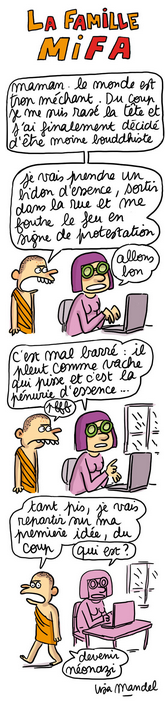 LA FAMILLE
MiFA
maman. le monde est
trop méchant. Du coup
je me suis rasé la tête et
j'ai finalement décidé
d'être moine bouddhiste
je vais prendre un
bidon d'essence, sortir
dans la rue et me
foutre le feu en
signe de protestation
allons
bon
C'est mal barré : il
pleut comme vache
qui pisse et c'est la
pénurie d'essence...
pfff
tant pis, je vais
repartir sur ma
première idée, du
coup
qui est ?
devenir
néonazi
Lisa Mandel